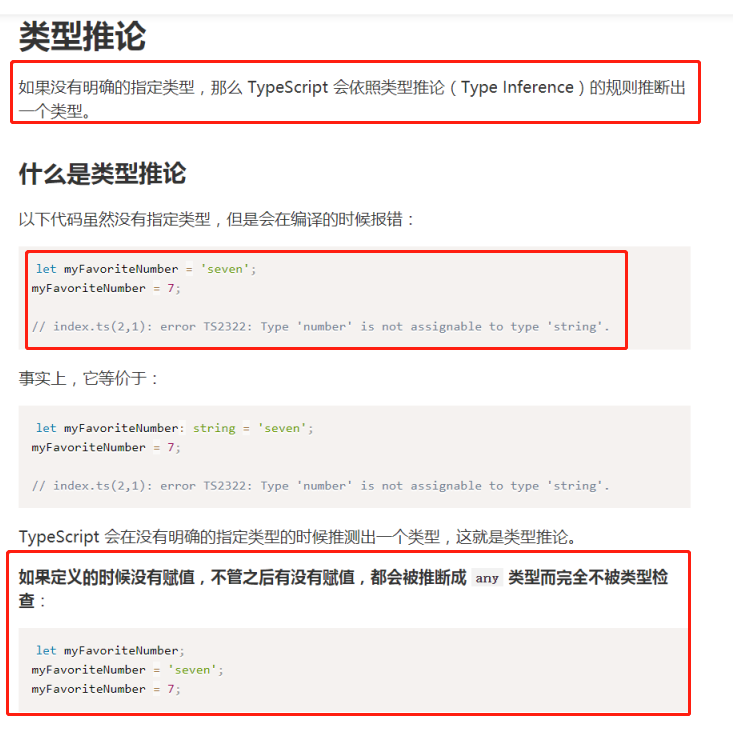 类型推论
如果没有明确的指定类型，那么 TypeScript 会依照类型推论（Type Inference）的规则推断出
一个类型。
什么是类型推论
以下代码虽然没有指定类型，但是会在编译的时候报错：
let myFavoriteNumber = 'seven';
myFavoriteNumber = 7;
// index.ts(2,1): error TS2322: Type 'number' is not assignable to type 'string'.
事实上，它等价于：
let myFavoriteNumber: string = 'seven';
myFavoriteNumber = 7;
// index.ts(2,1): error TS2322: Type 'number' is not assignable to type 'string'.
TypeScript 会在没有明确的指定类型的时候推测出一个类型，这就是类型推论。
如果定义的时候没有赋值，不管之后有没有赋值，都会被推断成 any 类型而完全不被类型检
查：
let myFavoriteNumber;
myFavoriteNumber = 'seven';
myFavoriteNumber = 7;